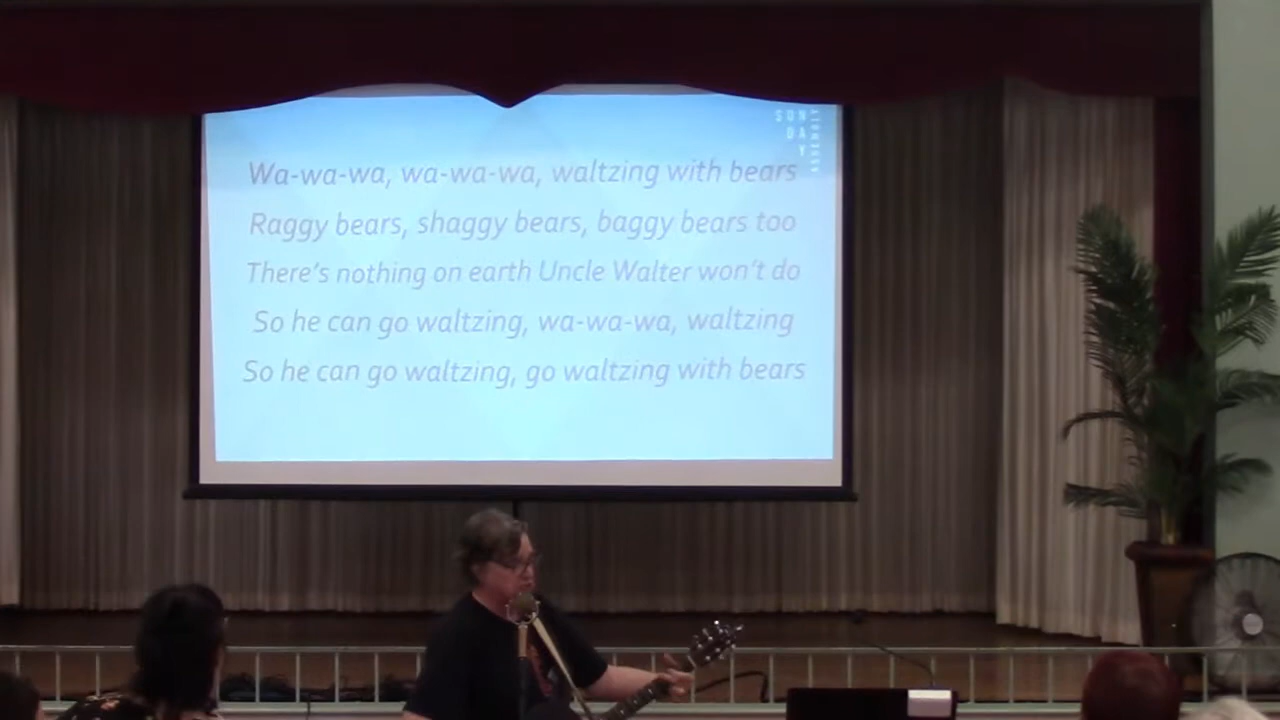 SUN
DA
Y
ASSEMBLY
Wa-wa-wa, wa-wa-wa, waltzing with bears
Raggy bears, shaggy bears, baggy bears too
There's nothing on earth Uncle Walter won't do
So he can go waltzing, wa-wa-wa, waltzing
So he can go waltzing, go waltzing with bears